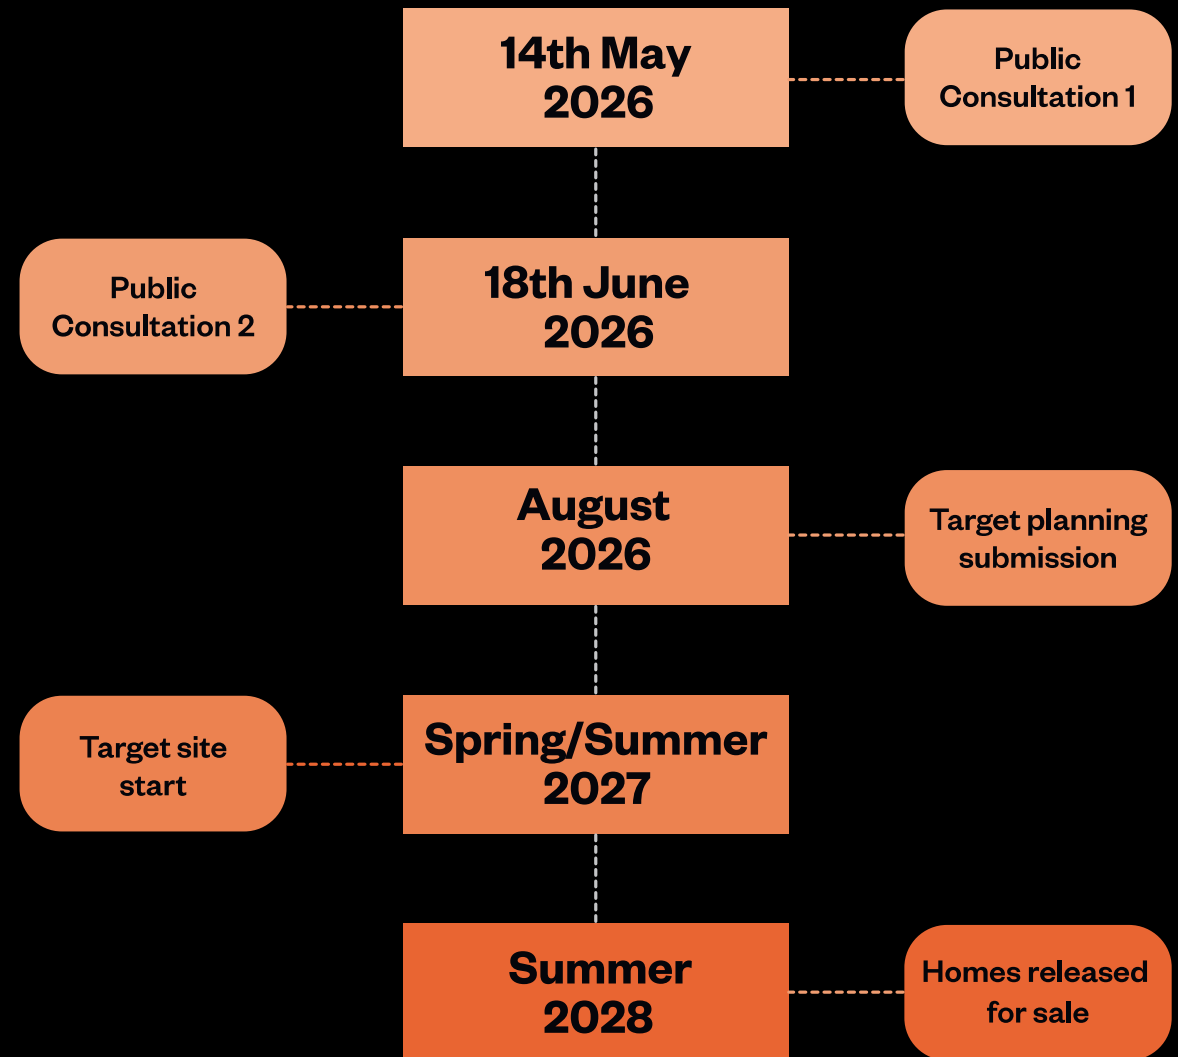 14th May
2026
Public
Consultation 1
18th June
2026
Public
Consultation 2
August
2026
Target planning
submission
Spring/Summer
2027
Target site
start
Summer
2028
Homes released
for sale